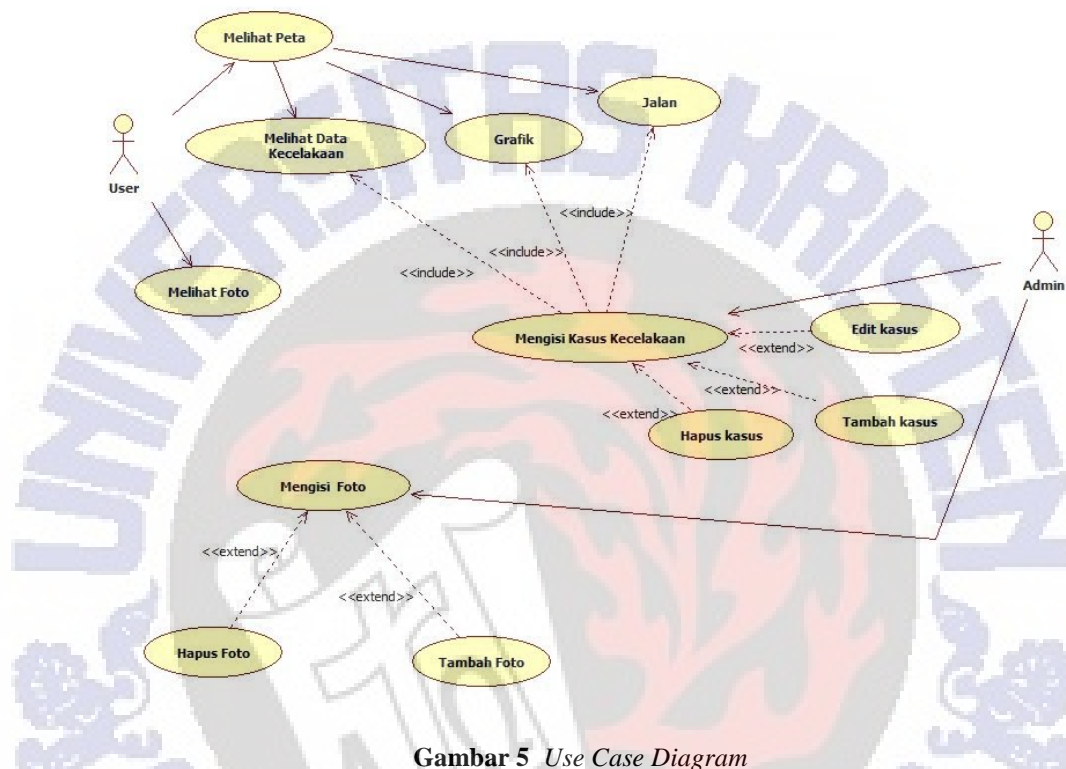 Melihat Peta
Jalan
Melihat Data
Kecelakaan
Grafik
User
<<include>>
<<include>>
<<include>>
Melihat Foto
Admin
Mengisi Kasus Kecelakaan
Edit kasus
<<extend>>
<<extend>>
<<extend>>
Hapus kasus
Tambah kasus
Mengisi Foto
<<extend>>
<<extend>>
Hapus Foto
Tambah Foto
UNIVERSITAS KRISTEN
Gambar 5 Use Case Diagram